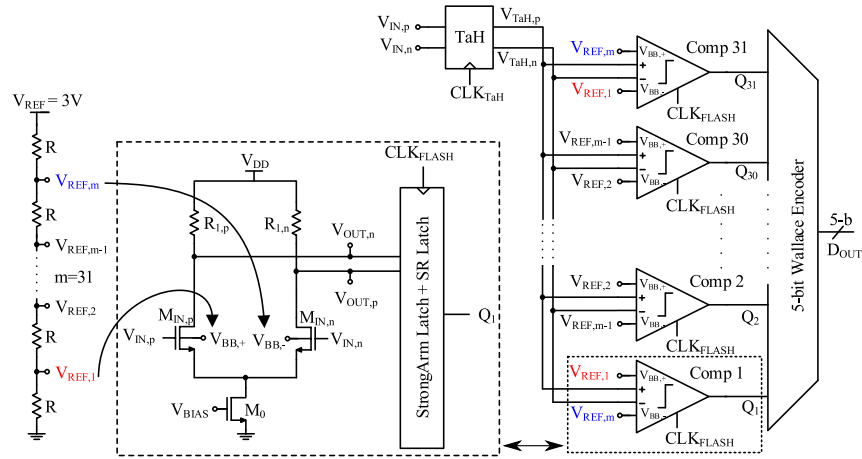 V_REF = 3V
R
V_REF,m
R
V_REF,m-1
m=31
V_REF,2
R
V_REF,1
R
V_DD
R_1,p
R_1,n
V_OUT,n
V_OUT,p
M_IN,p
M_IN,n
V_IN,p
V_BB,+
V_BB,-
V_IN,n
V_BIAS
M_0
CLK_FLASH
StrongArm Latch + SR Latch
Q_1
V_IN,p
V_IN,n
TaH
CLK_TaH
V_TaH,p
V_TaH,n
Comp 31
V_REF,m
V_BB,+
+
−
V_REF,1
V_BB,-
CLK_FLASH
Q_31
Comp 30
V_REF,m-1
V_BB,+
+
−
V_REF,2
V_BB,-
CLK_FLASH
Q_30
Comp 2
V_REF,2
V_BB,+
+
−
V_REF,m-1
V_BB,-
CLK_FLASH
Q_2
Comp 1
V_REF,1
V_BB,+
+
−
V_REF,m
V_BB,-
CLK_FLASH
Q_1
5-bit Wallace Encoder
5-b
D_OUT